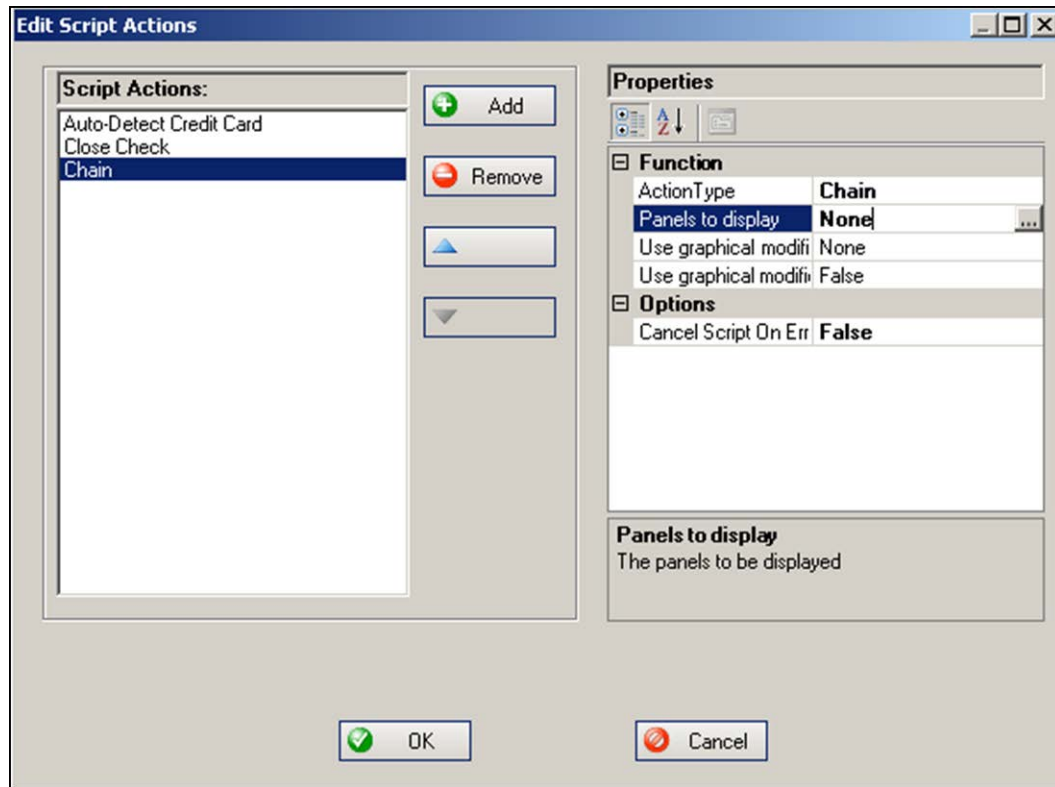 Edit Script Actions
Script Actions:
Auto-Detect Credit Card
Close Check
Chain
Add
Remove
Properties
A
Z
Function
ActionType Chain
Panels to display None ...
Use graphical modifi None
Use graphical modifi False
Options
Cancel Script On Err False
Panels to display
The panels to be displayed
OK
Cancel